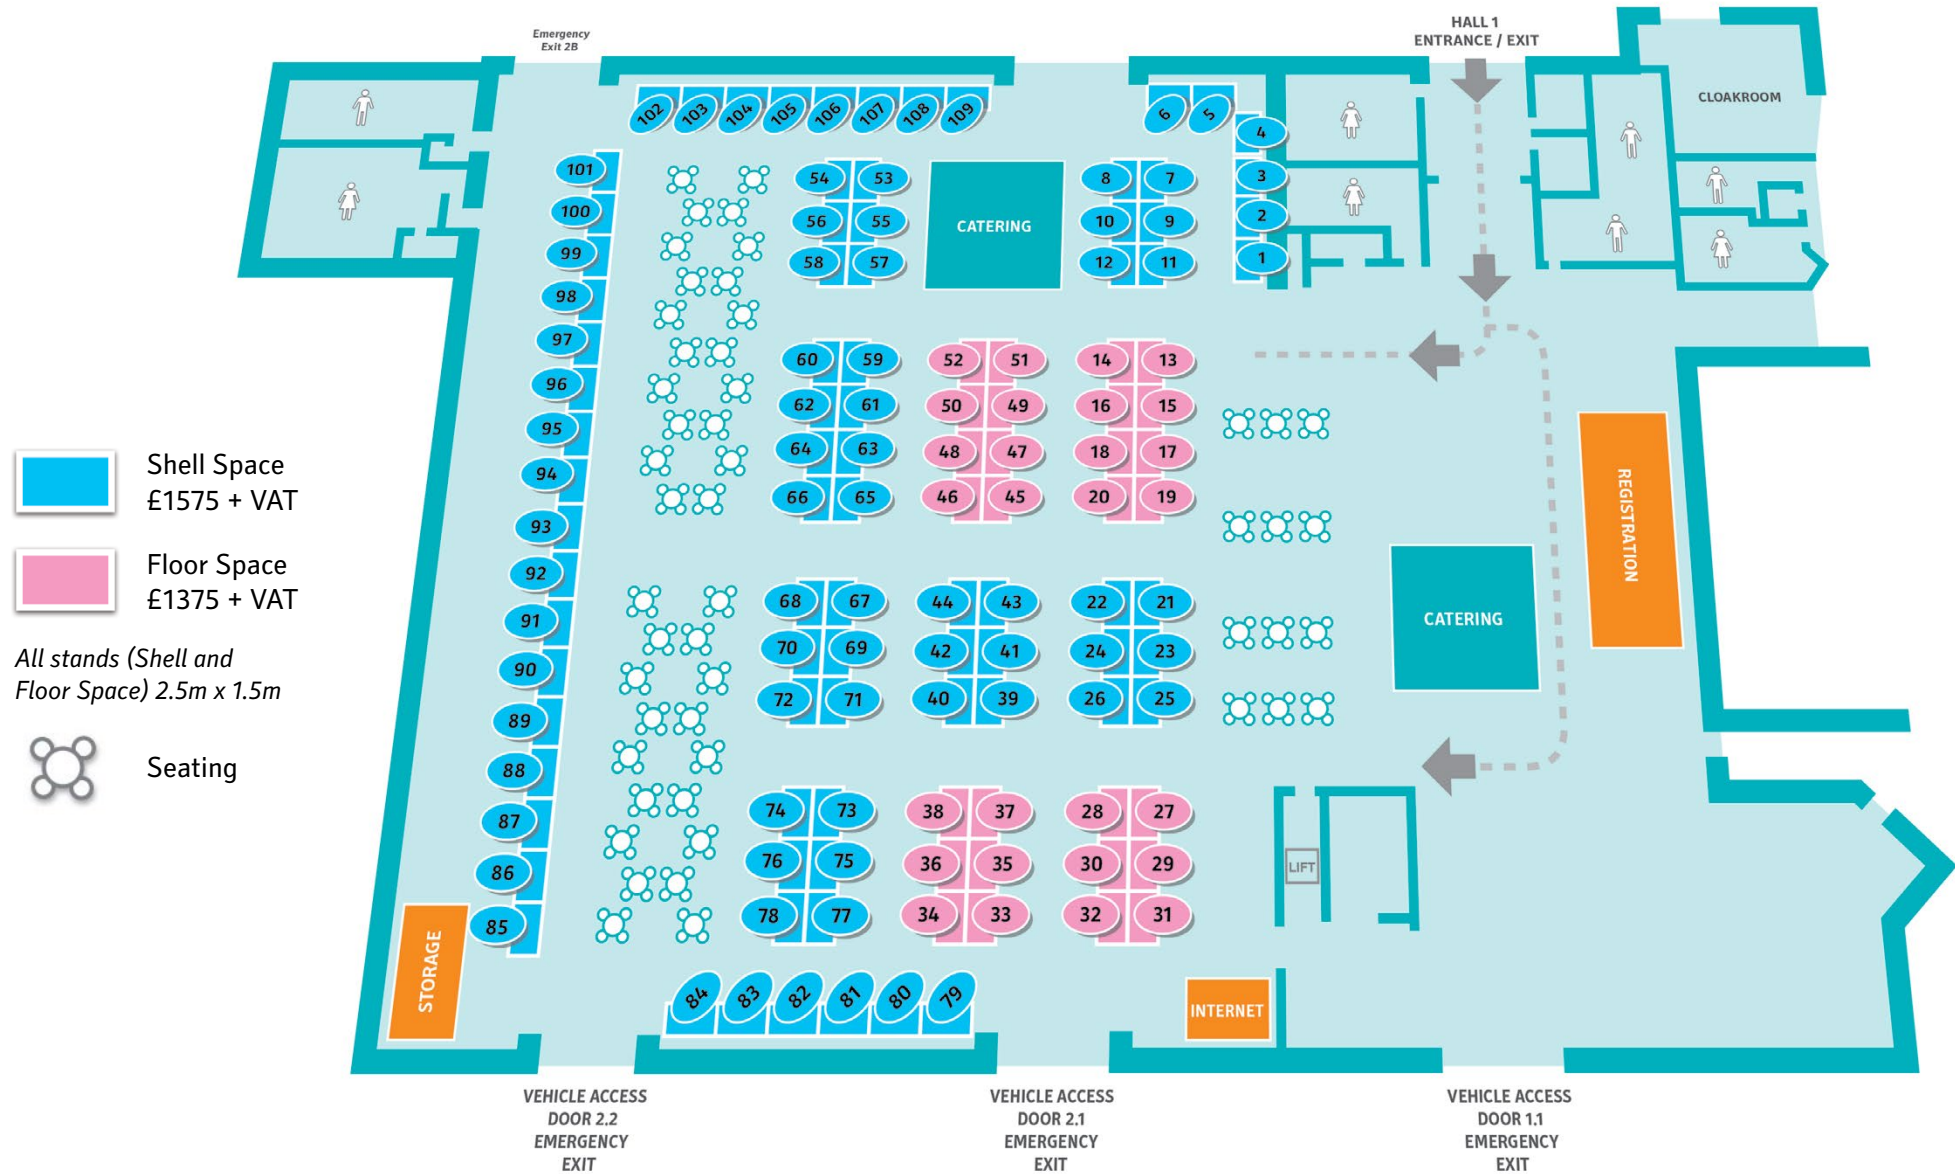 Emergency
Exit 2B
HALL 1
ENTRANCE / EXIT
CLOAKROOM
102 103 104 105 106 107 108 109
6 5
4
3
2
1
101
100
99
98
97
96
95
94
93
92
91
90
89
88
87
86
85
54 53
56 55
58 57
CATERING
8 7
10 9
12 11
60 59
62 61
64 63
66 65
52 51
50 49
48 47
46 45
14 13
16 15
18 17
20 19
REGISTRATION
Shell Space
£1575 + VAT
Floor Space
£1375 + VAT
All stands (Shell and
Floor Space) 2.5m x 1.5m
Seating
68 67
70 69
72 71
44 43
42 41
40 39
22 21
24 23
26 25
CATERING
74 73
76 75
78 77
38 37
36 35
34 33
28 27
30 29
32 31
LIFT
STORAGE
84 83 82 81 80 79
INTERNET
VEHICLE ACCESS
DOOR 2.2
EMERGENCY
EXIT
VEHICLE ACCESS
DOOR 2.1
EMERGENCY
EXIT
VEHICLE ACCESS
DOOR 1.1
EMERGENCY
EXIT